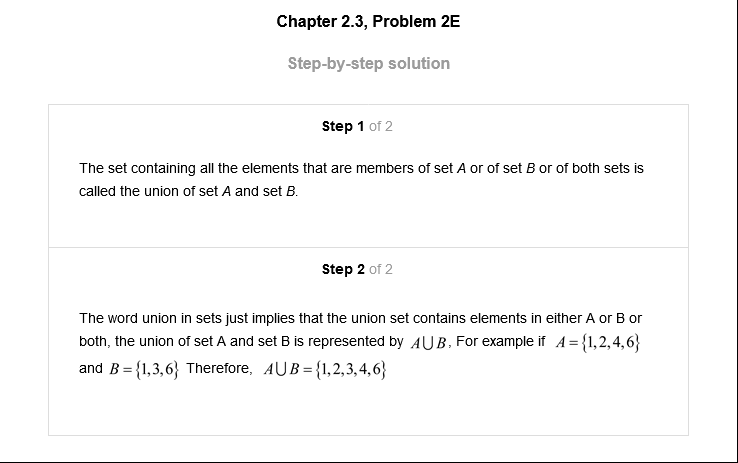 Chapter 2.3, Problem 2E
Step-by-step solution
Step 1 of 2
The set containing all the elements that are members of set A or of set B or of both sets is
called the union of set A and set B.
Step 2 of 2
The word union in sets just implies that the union set contains elements in either A or B or
both, the union of set A and set B is represented by A∪B, For example if A={1,2,4,6}
and B={1,3,6} Therefore, A∪B={1,2,3,4,6}